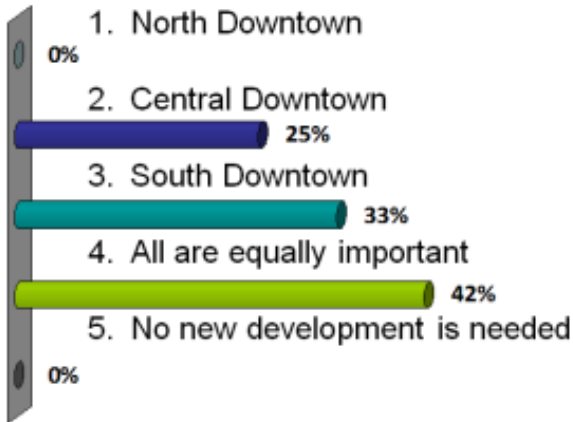 1. North Downtown
0%
2. Central Downtown
25%
3. South Downtown
33%
4. All are equally important
42%
5. No new development is needed
0%